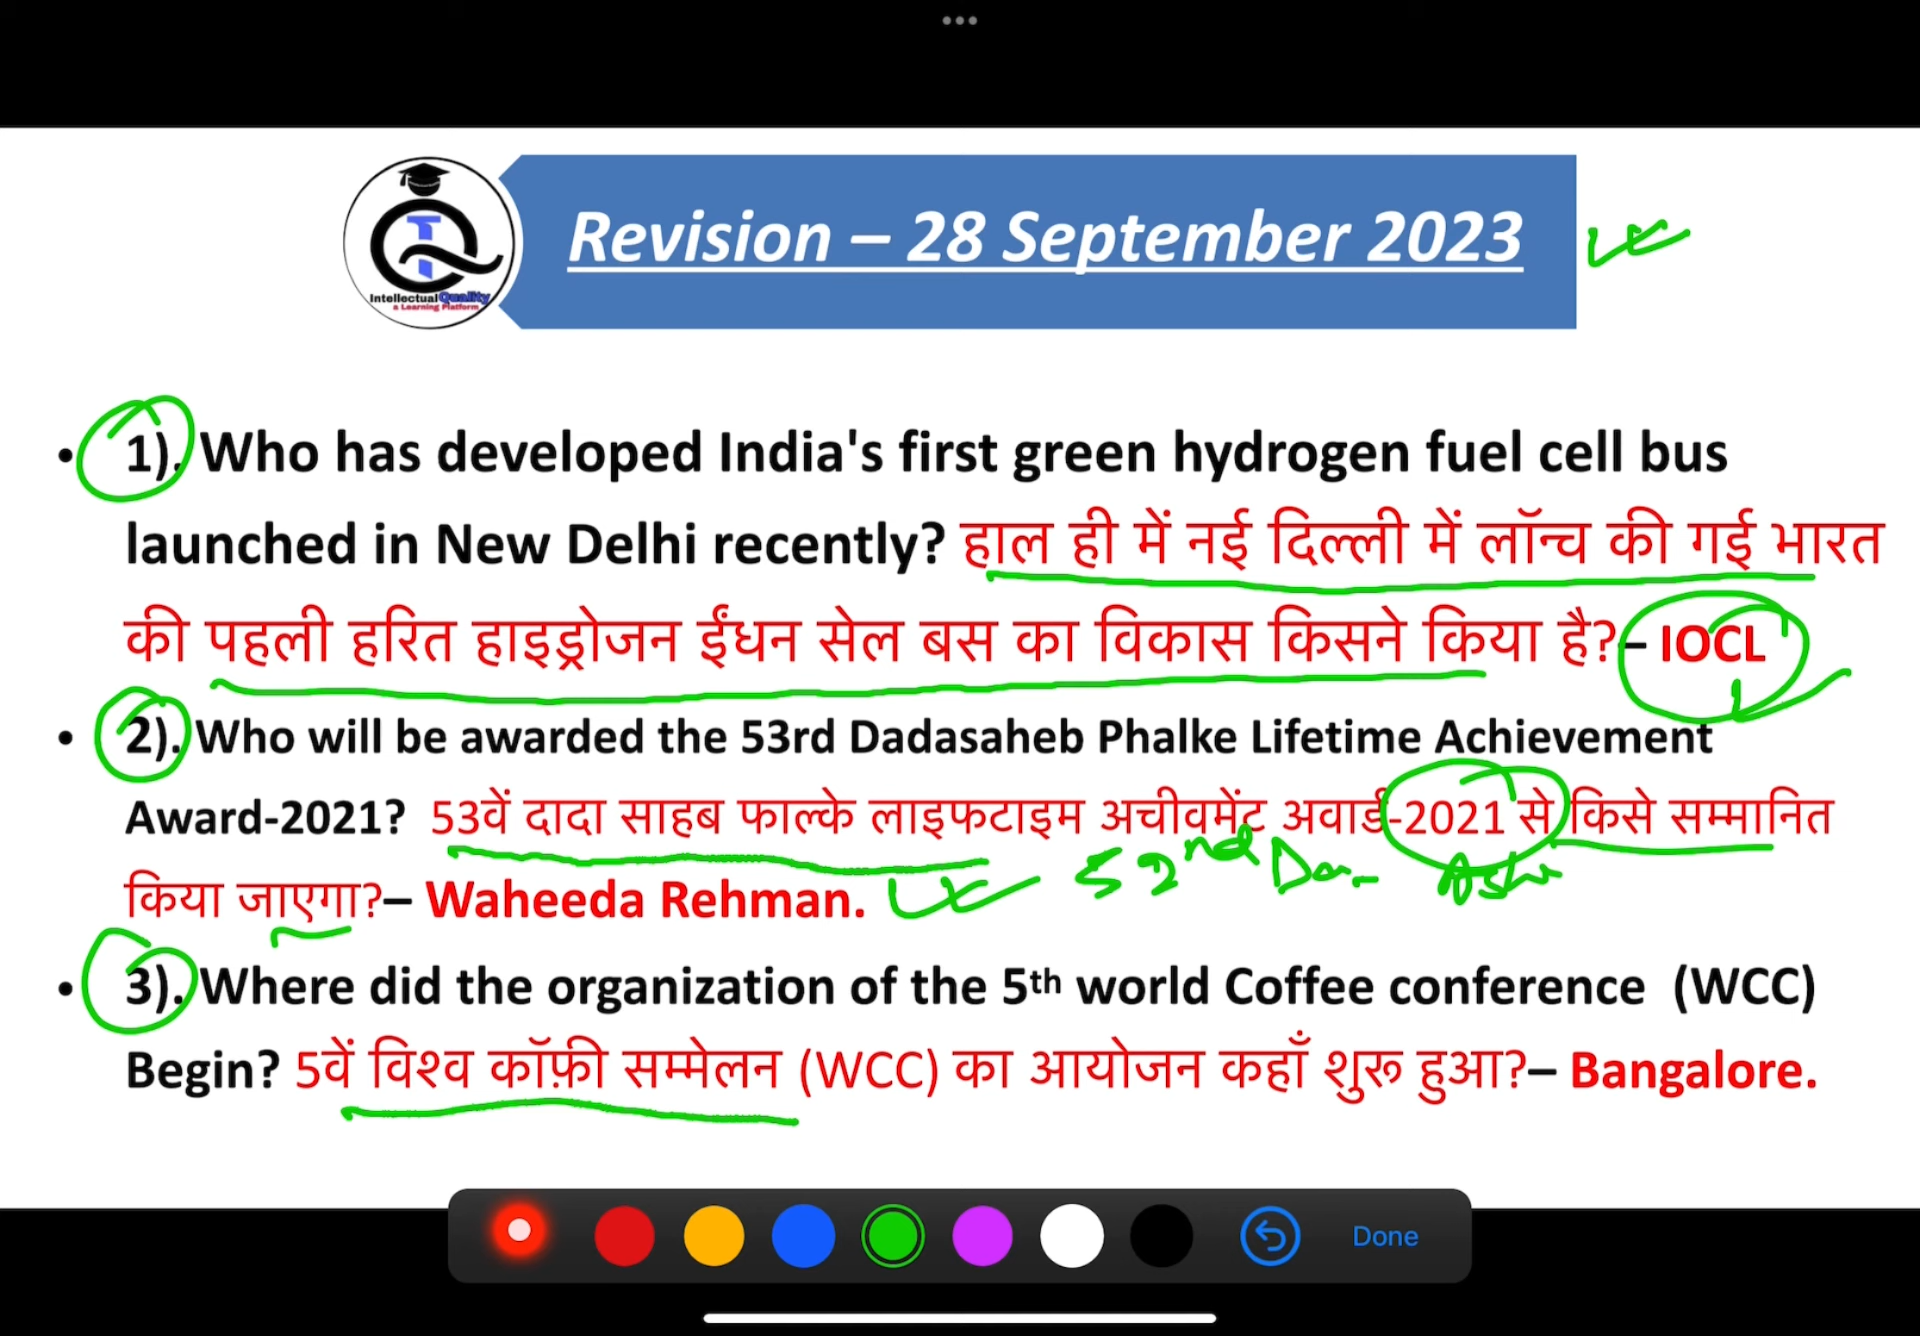 IntellectualQuality
a Learning Platform
Revision – 28 September 2023
• 1). Who has developed India's first green hydrogen fuel cell bus
launched in New Delhi recently? हाल ही में नई दिल्ली में लॉन्च की गई भारत
की पहली हरित हाइड्रोजन ईंधन सेल बस का विकास किसने किया है?– IOCL
• 2). Who will be awarded the 53rd Dadasaheb Phalke Lifetime Achievement
Award-2021? 53वें दादा साहब फाल्के लाइफटाइम अचीवमेंट अवार्ड-2021 से किसे सम्मानित
52nd
किया जाएगा?– Waheeda Rehman.
• 3). Where did the organization of the 5th world Coffee conference (WCC)
Begin? 5वें विश्व कॉफ़ी सम्मेलन (WCC) का आयोजन कहाँ शुरू हुआ?– Bangalore.
Done